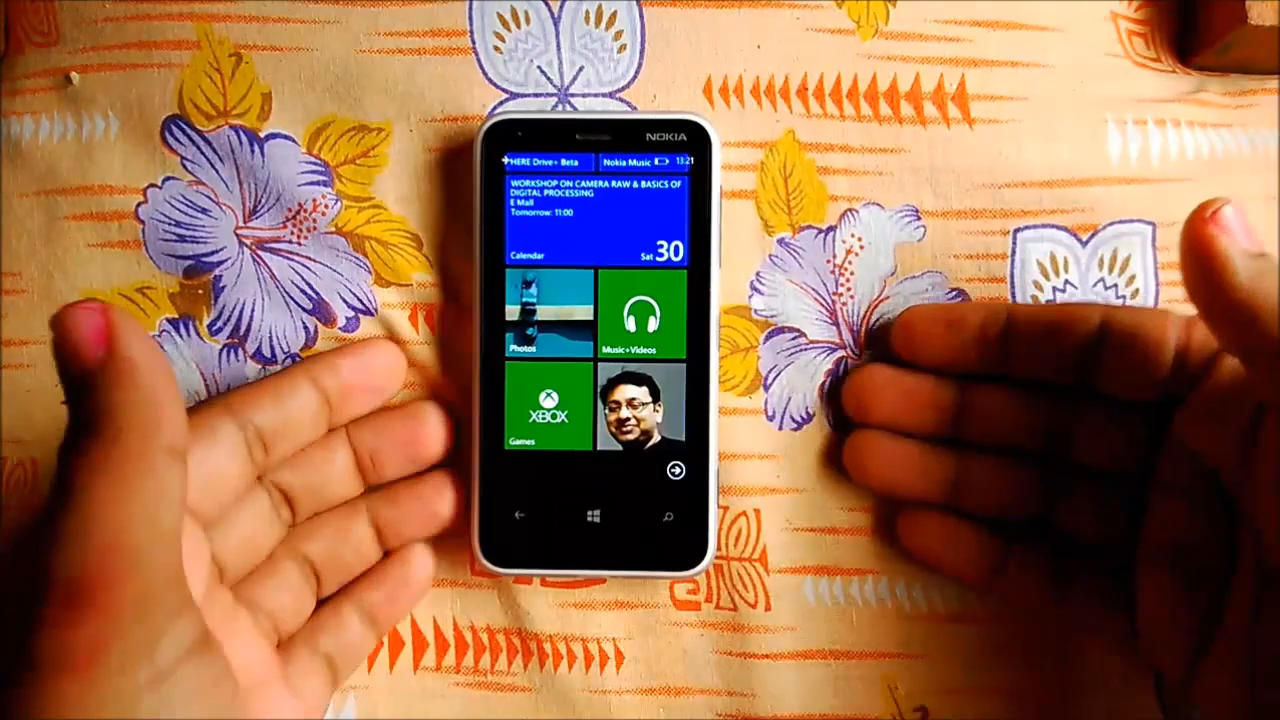 NOKIA
HERE Drive+ Beta
Nokia Music
13:21
WORKSHOP ON CAMERA RAW & BASICS OF
DIGITAL PROCESSING
E Mall
Tomorrow: 11:00
Calendar
Sat 30
Photos
Music+Videos
XBOX
Games